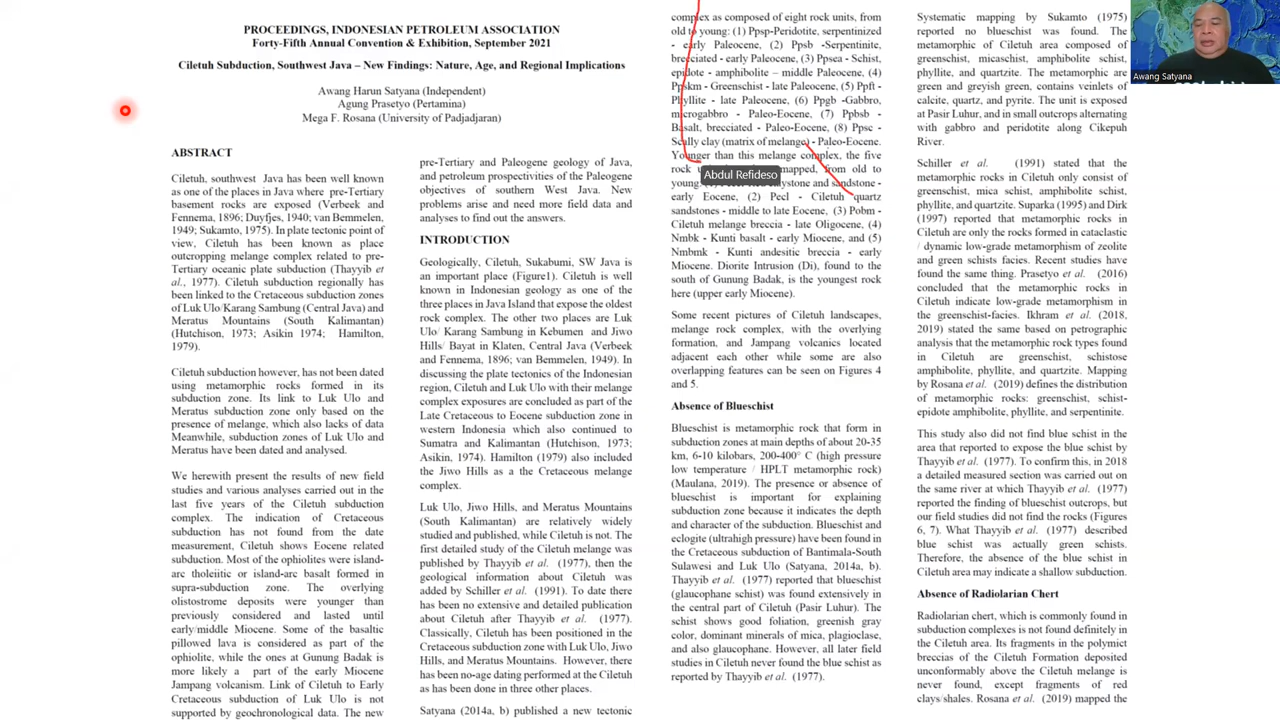 PROCEEDINGS, INDONESIAN PETROLEUM ASSOCIATION
Forty-Fifth Annual Convention & Exhibition, September 2021
Ciletuh Subduction, Southwest Java – New Findings: Nature, Age, and Regional Implications
Awang Harun Satyana (Independent)
Agung Prasetyo (Pertamina)
Mega F. Rosana (University of Padjadjaran)
ABSTRACT
Ciletuh, southwest Java has been well known
as one of the places in Java where pre-Tertiary
basement rocks are exposed (Verbeek and
Fennema, 1896; Duyfjes, 1940; van Bemmelen,
1949; Sukamto, 1975). In plate tectonic point of
view, Ciletuh has been known as place
outcropping melange complex related to pre-
Tertiary oceanic plate subduction (Thayyib et
al., 1977). Ciletuh subduction regionally has
been linked to the Cretaceous subduction zones
of Luk Ulo/Karang Sambung (Central Java) and
Meratus Mountains (South Kalimantan)
(Hutchison, 1973; Asikin 1974; Hamilton,
1979).
Ciletuh subduction however, has not been dated
using metamorphic rocks formed in its
subduction zone. Its link to Luk Ulo and
Meratus subduction zone only based on the
presence of melange, which also lacks of data
Meanwhile, subduction zones of Luk Ulo and
Meratus have been dated and analysed.
We herewith present the results of new field
studies and various analyses carried out in the
last five years of the Ciletuh subduction
complex. The indication of Cretaceous
subduction has not found from the date
measurement, Ciletuh shows Eocene related
subduction. Most of the ophiolites were island-
arc tholeiitic or island-arc basalt formed in
supra-subduction zone. The overlying
olistostrome deposits were younger than
previously considered and lasted until
early/middle Miocene. Some of the basaltic
pillowed lava is considered as part of the
ophiolite, while the ones at Gunung Badak is
more likely a part of the early Miocene
Jampang volcanism. Link of Ciletuh to Early
Cretaceous subduction of Luk Ulo is not
supported by geochronological data. The new
pre-Tertiary and Paleogene geology of Java,
and petroleum prospectivities of the Paleogene
objectives of southern West Java. New
problems arise and need more field data and
analyses to find out the answers.
INTRODUCTION
Geologically, Ciletuh, Sukabumi, SW Java is
an important place (Figure1). Ciletuh is well
known in Indonesian geology as one of the
three places in Java Island that expose the oldest
rock complex. The other two places are Luk
Ulo/ Karang Sambung in Kebumen and Jiwo
Hills/ Bayat in Klaten, Central Java (Verbeek
and Fennema, 1896; van Bemmelen, 1949). In
discussing the plate tectonics of the Indonesian
region, Ciletuh and Luk Ulo with their melange
complex exposures are concluded as part of the
Late Cretaceous to Eocene subduction zone in
western Indonesia which also continued to
Sumatra and Kalimantan (Hutchison, 1973;
Asikin, 1974). Hamilton (1979) also included
the Jiwo Hills as a the Cretaceous melange
complex.
Luk Ulo, Jiwo Hills, and Meratus Mountains
(South Kalimantan) are relatively widely
studied and published, while Ciletuh is not. The
first detailed study of the Ciletuh melange was
published by Thayyib et al. (1977), then the
geological information about Ciletuh was
added by Schiller et al. (1991). To date there
has been no extensive and detailed publication
about Ciletuh after Thayyib et al. (1977).
Classically, Ciletuh has been positioned in the
Cretaceous subduction zone with Luk Ulo, Jiwo
Hills, and Meratus Mountains. However, there
has been no-age dating performed at the Ciletuh
as has been done in three other places.
Satyana (2014a, b) published a new tectonic
complex as composed of eight rock units, from
old to young: (1) Ppsp-Peridotite, serpentinized
- early Paleocene, (2) Ppsb -Serpentinite,
brecciated - early Paleocene, (3) Ppsea - Schist,
epidote - amphibolite – middle Paleocene, (4)
Ppskm - Greenschist - late Paleocene, (5) Ppft -
Phyllite - late Paleocene, (6) Ppgb -Gabbro,
microgabbro - Paleo-Eocene, (7) Ppbsb -
Basalt, brecciated - Paleo-Eocene, (8) Ppsc -
Scally clay (matrix of melange) - Paleo-Eocene.
Younger than this melange complex, the five
rock mapped, from old to
young: claystone and sandstone -
early Eocene, (2) Pecl - Ciletuh quartz
sandstones - middle to late Eocene, (3) Pobm -
Ciletuh melange breccia - late Oligocene, (4)
Nmbk - Kunti basalt - early Miocene, and (5)
Nmbmk - Kunti andesitic breccia - early
Miocene. Diorite Intrusion (Di), found to the
south of Gunung Badak, is the youngest rock
here (upper early Miocene).
Abdul Refideso
Some recent pictures of Ciletuh landscapes,
melange rock complex, with the overlying
formation, and Jampang volcanics located
adjacent each other while some are also
overlapping features can be seen on Figures 4
and 5.
Absence of Blueschist
Blueschist is metamorphic rock that form in
subduction zones at main depths of about 20-35
km, 6-10 kilobars, 200-400° C (high pressure
low temperature / HPLT metamorphic rock)
(Maulana, 2019). The presence or absence of
blueschist is important for explaining
subduction zone because it indicates the depth
and character of the subduction. Blueschist and
eclogite (ultrahigh pressure) have been found in
the Cretaceous subduction of Bantimala-South
Sulawesi and Luk Ulo (Satyana, 2014a, b).
Thayyib et al. (1977) reported that blueschist
(glaucophane schist) was found extensively in
the central part of Ciletuh (Pasir Luhur). The
schist shows good foliation, greenish gray
color, dominant minerals of mica, plagioclase,
and also glaucophane. However, all later field
studies in Ciletuh never found the blue schist as
reported by Thayyib et al. (1977).
Systematic mapping by Sukamto (1975)
reported no blueschist was found. The
metamorphic of Ciletuh area composed of
greenschist, micaschist, amphibolite schist,
phyllite, and quartzite. The metamorphic are
green and greyish green, contains veinlets of
calcite, quartz, and pyrite. The unit is exposed
at Pasir Luhur, and in small outcrops alternating
with gabbro and peridotite along Cikepuh
River.
Schiller et al. (1991) stated that the
metamorphic rocks in Ciletuh only consist of
greenschist, mica schist, amphibolite schist,
phyllite, and quartzite. Suparka (1995) and Dirk
(1997) reported that metamorphic rocks in
Ciletuh are only the rocks formed in cataclastic
/ dynamic low-grade metamorphism of zeolite
and green schists facies. Recent studies have
found the same thing. Prasetyo et al. (2016)
concluded that the metamorphic rocks in
Ciletuh indicate low-grade metamorphism in
the greenschist-facies. Ikhram et al. (2018,
2019) stated the same based on petrographic
analysis that the metamorphic rock types found
in Ciletuh are greenschist, schistose
amphibolite, phyllite, and quartzite. Mapping
by Rosana et al. (2019) defines the distribution
of metamorphic rocks: greenschist, schist-
epidote amphibolite, phyllite, and serpentinite.
This study also did not find blue schist in the
area that reported to expose the blue schist by
Thayyib et al. (1977). To confirm this, in 2018
a detailed measured section was carried out on
the same river at which Thayyib et al. (1977)
reported the finding of blueschist outcrops, but
our field studies did not find the rocks (Figures
6, 7). What Thayyib et al. (1977) described
blue schist was actually green schists.
Therefore, the absence of the blue schist in
Ciletuh area may indicate a shallow subduction.
Absence of Radiolarian Chert
Radiolarian chert, which is commonly found in
subduction complexes is not found definitely in
the Ciletuh area. Its fragments in the polymict
breccias of the Ciletuh Formation deposited
unconformably above the Ciletuh melange is
never found, except fragments of red
clays/shales. Rosana et al. (2019) mapped the
Awang Satyana